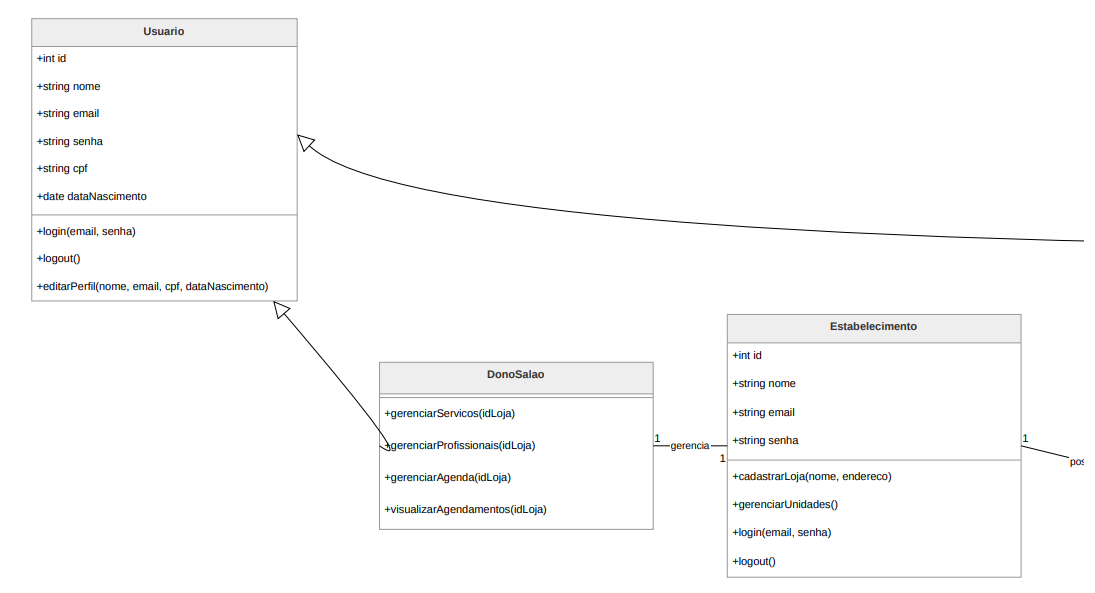 Usuario
+int id
+string nome
+string email
+string senha
+string cpf
+date dataNascimento
+login(email, senha)
+logout()
+editarPerfil(nome, email, cpf, dataNascimento)
DonoSalao
+gerenciarServicos(idLoja)
+gerenciarProfissionais(idLoja)
+gerenciarAgenda(idLoja)
+visualizarAgendamentos(idLoja)
1
gerencia
1
Estabelecimento
+int id
+string nome
+string email
+string senha
+cadastrarLoja(nome, endereco)
+gerenciarUnidades()
+login(email, senha)
+logout()
1
pos